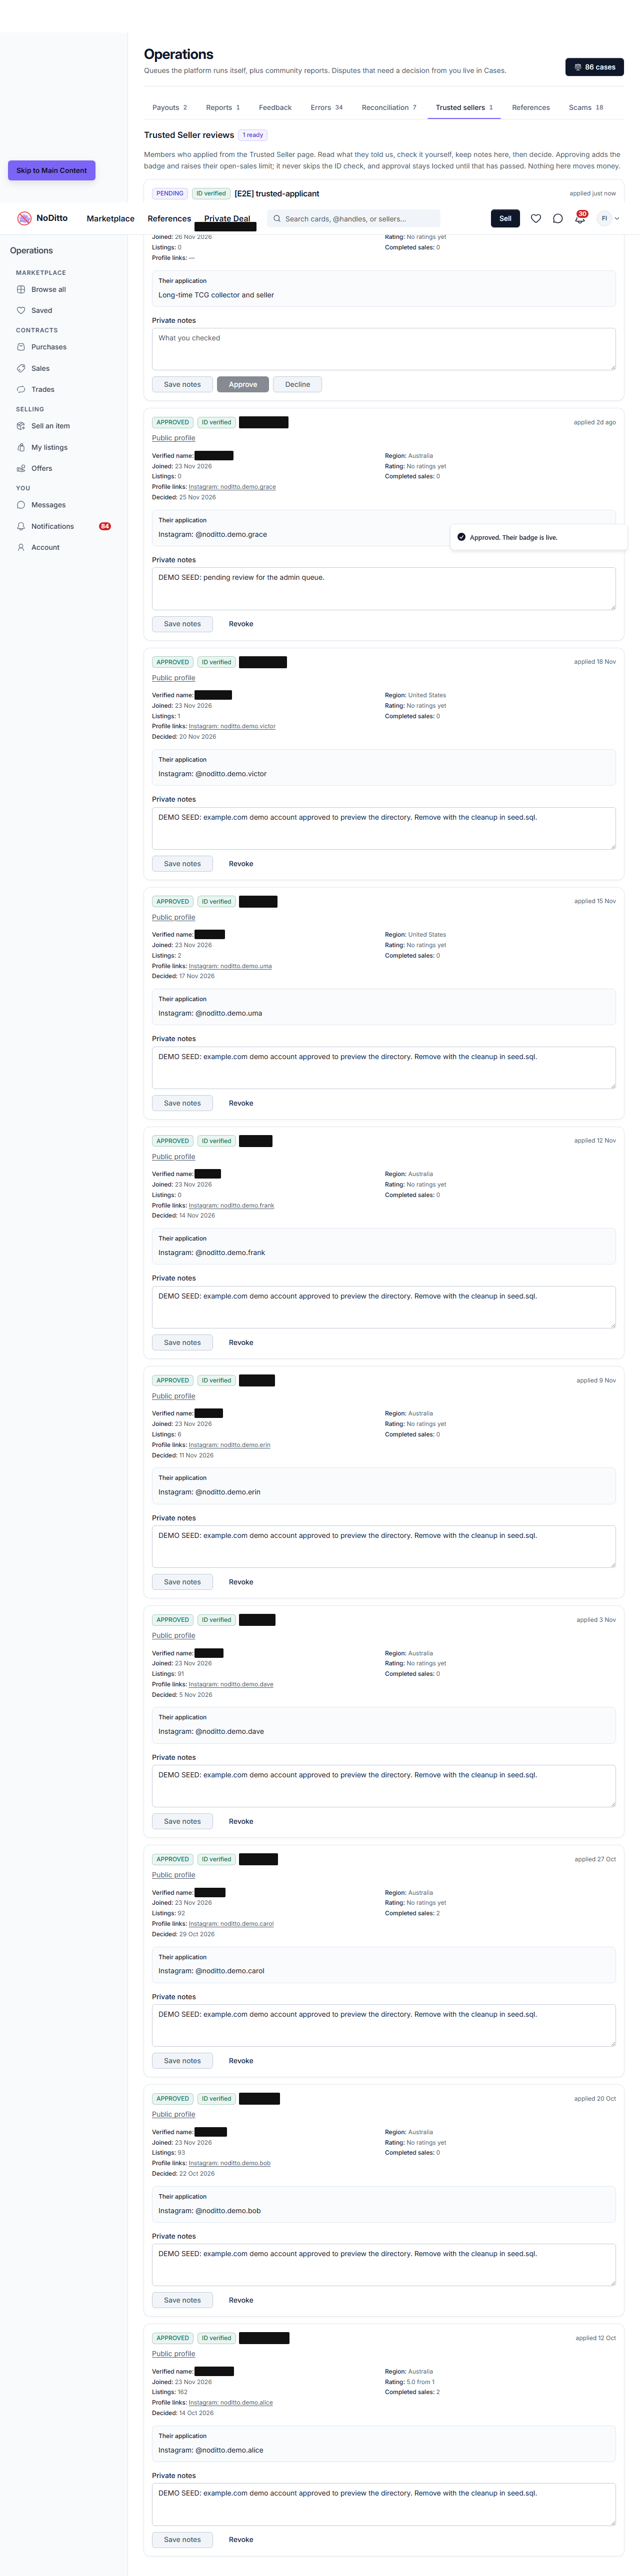 Operations
Queues the platform runs itself, plus community reports. Disputes that need a decision from you live in Cases.
86 cases
Payouts 2 Reports 1 Feedback Errors 34 Reconciliation 7 Trusted sellers 1 References Scams 18
Trusted Seller reviews 1 ready
Skip to Main Content
Members who applied from the Trusted Seller page. Read what they told us, check it yourself, keep notes here, then decide. Approving adds the
badge and raises their open-sales limit; it never skips the ID check, and approval stays locked until that has passed. Nothing here moves money.
PENDING ID verified [E2E] trusted-applicant applied just now
NoDitto Marketplace References Private Deal Search cards, @handles, or sellers... Sell 30 FI
Operations
MARKETPLACE
Browse all
Saved
CONTRACTS
Purchases
Sales
Trades
SELLING
Sell an item
My listings
Offers
YOU
Messages
Notifications 84
Account
Joined: 26 Nov 2026 Rating: No ratings yet
Listings: 0 Completed sales: 0
Profile links: —
Their application
Long-time TCG collector and seller
Private notes
What you checked
Save notes Approve Decline
APPROVED ID verified applied 2d ago
Public profile
Verified name: Region: Australia
Joined: 23 Nov 2026 Rating: No ratings yet
Listings: 0 Completed sales: 0
Profile links: Instagram: noditto.demo.grace
Decided: 25 Nov 2026
Their application
Instagram: @noditto.demo.grace
Approved. Their badge is live.
Private notes
DEMO SEED: pending review for the admin queue.
Save notes Revoke
APPROVED ID verified applied 18 Nov
Public profile
Verified name: Region: United States
Joined: 23 Nov 2026 Rating: No ratings yet
Listings: 1 Completed sales: 0
Profile links: Instagram: noditto.demo.victor
Decided: 20 Nov 2026
Their application
Instagram: @noditto.demo.victor
Private notes
DEMO SEED: example.com demo account approved to preview the directory. Remove with the cleanup in seed.sql.
Save notes Revoke
APPROVED ID verified applied 15 Nov
Public profile
Verified name: Region: United States
Joined: 23 Nov 2026 Rating: No ratings yet
Listings: 2 Completed sales: 0
Profile links: Instagram: noditto.demo.uma
Decided: 17 Nov 2026
Their application
Instagram: @noditto.demo.uma
Private notes
DEMO SEED: example.com demo account approved to preview the directory. Remove with the cleanup in seed.sql.
Save notes Revoke
APPROVED ID verified applied 12 Nov
Public profile
Verified name: Region: Australia
Joined: 23 Nov 2026 Rating: No ratings yet
Listings: 0 Completed sales: 0
Profile links: Instagram: noditto.demo.frank
Decided: 14 Nov 2026
Their application
Instagram: @noditto.demo.frank
Private notes
DEMO SEED: example.com demo account approved to preview the directory. Remove with the cleanup in seed.sql.
Save notes Revoke
APPROVED ID verified applied 9 Nov
Public profile
Verified name: Region: Australia
Joined: 23 Nov 2026 Rating: No ratings yet
Listings: 6 Completed sales: 0
Profile links: Instagram: noditto.demo.erin
Decided: 11 Nov 2026
Their application
Instagram: @noditto.demo.erin
Private notes
DEMO SEED: example.com demo account approved to preview the directory. Remove with the cleanup in seed.sql.
Save notes Revoke
APPROVED ID verified applied 3 Nov
Public profile
Verified name: Region: Australia
Joined: 23 Nov 2026 Rating: No ratings yet
Listings: 91 Completed sales: 0
Profile links: Instagram: noditto.demo.dave
Decided: 5 Nov 2026
Their application
Instagram: @noditto.demo.dave
Private notes
DEMO SEED: example.com demo account approved to preview the directory. Remove with the cleanup in seed.sql.
Save notes Revoke
APPROVED ID verified applied 27 Oct
Public profile
Verified name: Region: Australia
Joined: 23 Nov 2026 Rating: No ratings yet
Listings: 92 Completed sales: 2
Profile links: Instagram: noditto.demo.carol
Decided: 29 Oct 2026
Their application
Instagram: @noditto.demo.carol
Private notes
DEMO SEED: example.com demo account approved to preview the directory. Remove with the cleanup in seed.sql.
Save notes Revoke
APPROVED ID verified applied 20 Oct
Public profile
Verified name: Region: Australia
Joined: 23 Nov 2026 Rating: No ratings yet
Listings: 93 Completed sales: 0
Profile links: Instagram: noditto.demo.bob
Decided: 22 Oct 2026
Their application
Instagram: @noditto.demo.bob
Private notes
DEMO SEED: example.com demo account approved to preview the directory. Remove with the cleanup in seed.sql.
Save notes Revoke
APPROVED ID verified applied 12 Oct
Public profile
Verified name: Region: Australia
Joined: 23 Nov 2026 Rating: 5.0 from 1
Listings: 162 Completed sales: 2
Profile links: Instagram: noditto.demo.alice
Decided: 14 Oct 2026
Their application
Instagram: @noditto.demo.alice
Private notes
DEMO SEED: example.com demo account approved to preview the directory. Remove with the cleanup in seed.sql.
Save notes Revoke